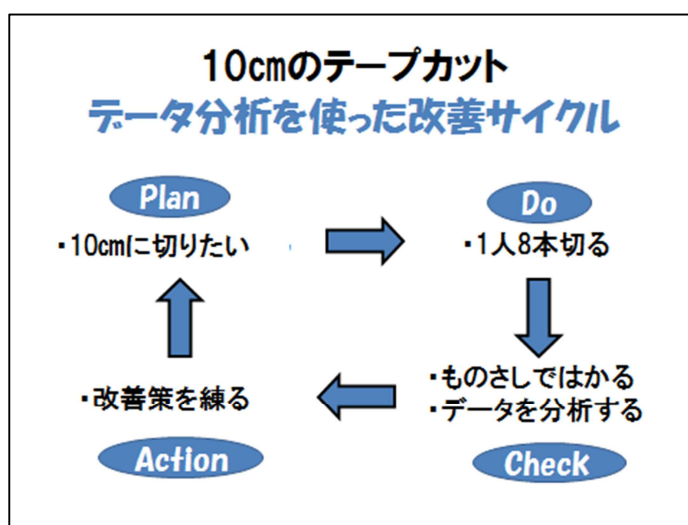 10cmのテープカット
データ分析を使った改善サイクル
Plan
・10cmに切りたい
Do
・1人8本切る
・ものさしではかる
・データを分析する
Check
・改善策を練る
Action